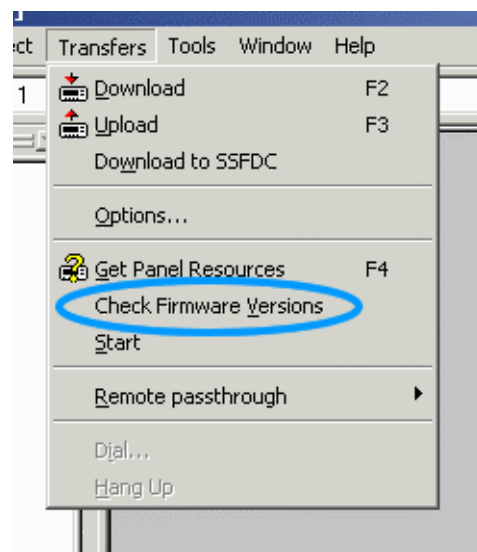 Transfers Tools Window Help
1
Download F2
Upload F3
Download to SSFDC
Options...
Get Panel Resources F4
Check Firmware Versions
Start
Remote passthrough
Dial...
Hang Up